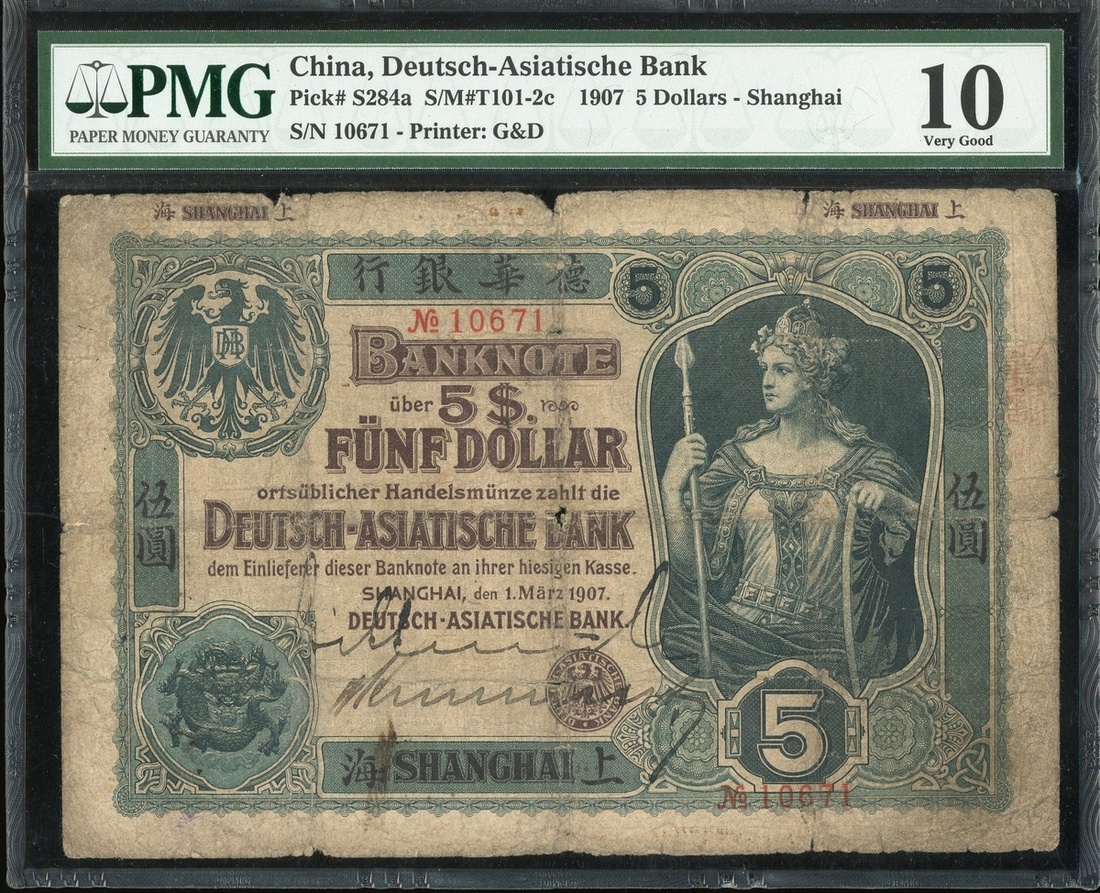 PMG
PAPER MONEY GUARANTY
China, Deutsch-Asiatische Bank
Pick# S284a S/M#T101-2c 1907 5 Dollars - Shanghai
S/N 10671 - Printer: G&D
10
Very Good
海 SHANGHAI 上
海 SHANGHAI 上
行銀華德
5
5
№ 10671
BANKNOTE
über 5 $.
FÜNF DOLLAR
ortsüblicher Handelsmünze zahlt die
DEUTSCH-ASIATISCHE BANK
dem Einlieferer dieser Banknote an ihrer hiesigen Kasse.
SHANGHAI, den 1. März 1907.
DEUTSCH-ASIATISCHE BANK.
伍圓
伍圓
DAB
海 SHANGHAI 上
5
№ 10671